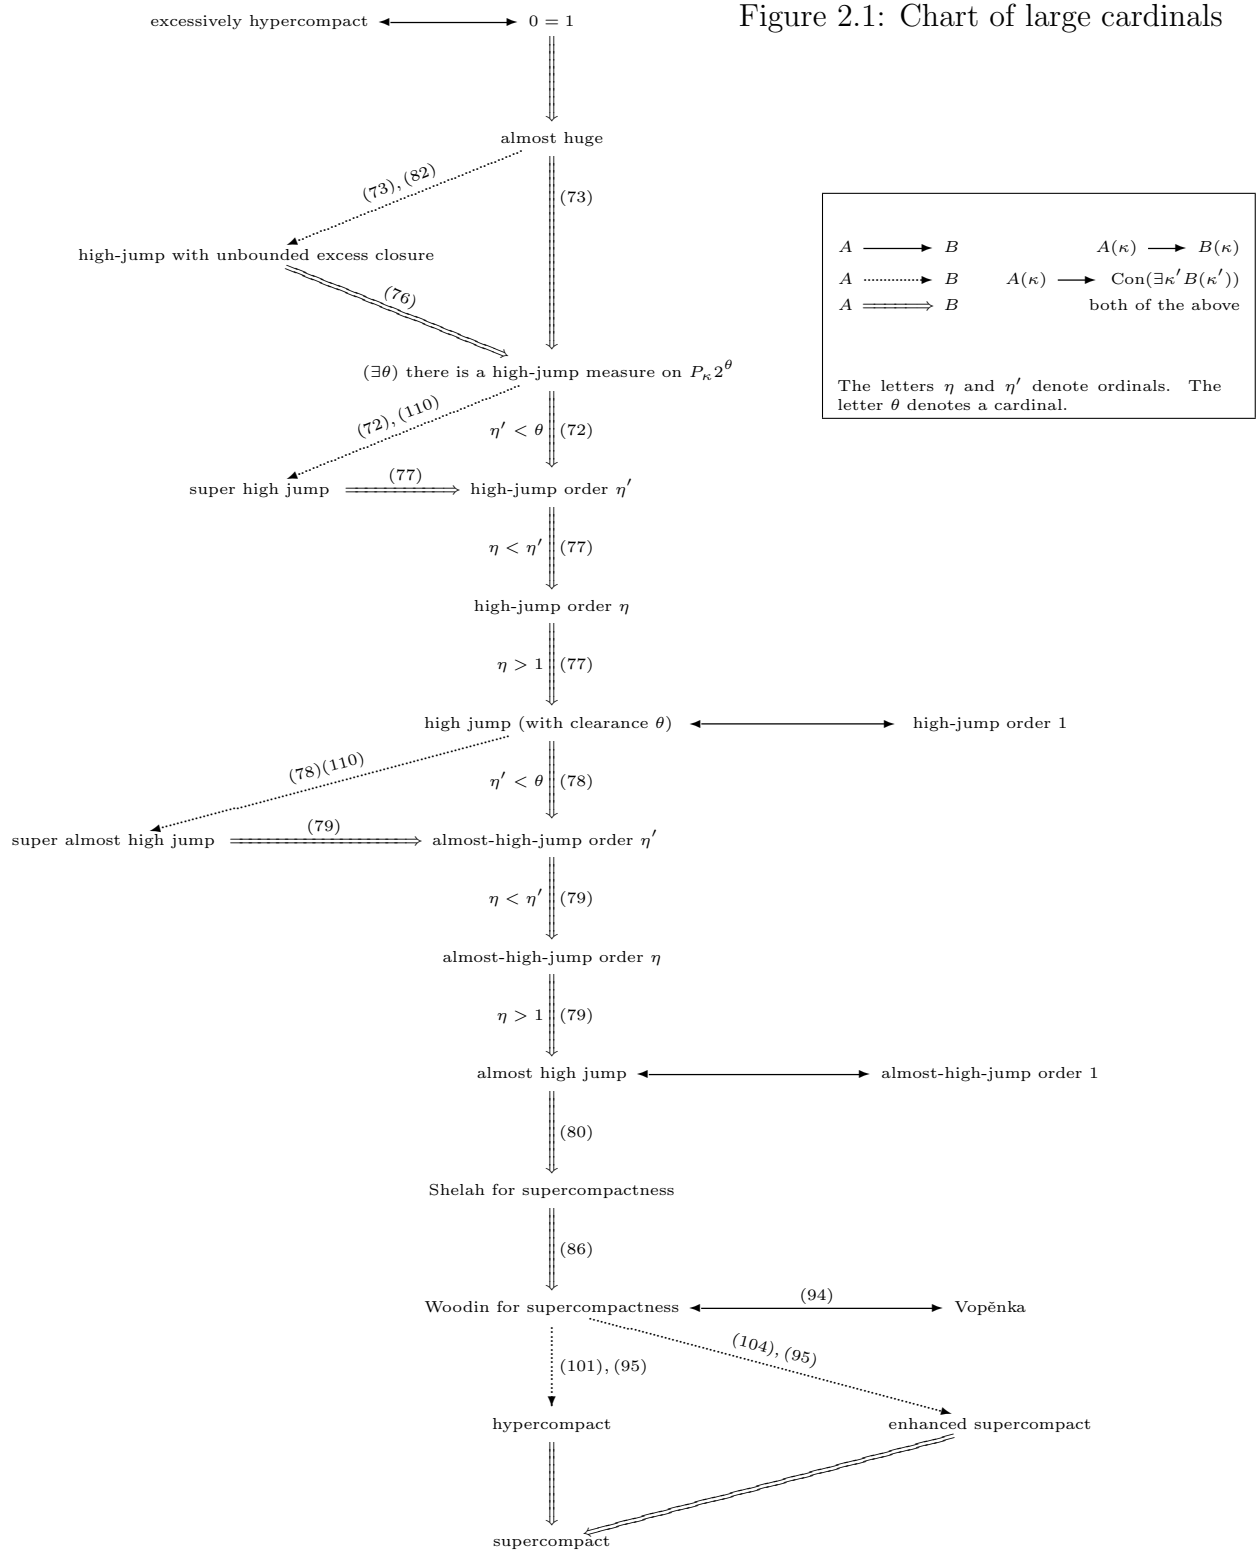 Figure 2.1: Chart of large cardinals
excessively hypercompact
0 = 1
almost huge
(73), (82)
(73)
high-jump with unbounded excess closure
(76)
A B A(κ) B(κ)
A B A(κ) Con(∃κ′B(κ′))
A B both of the above
The letters η and η′ denote ordinals. The
letter θ denotes a cardinal.
(∃θ) there is a high-jump measure on Pκ2^θ
(72), (110)
η′ < θ (72)
super high jump
(77)
high-jump order η′
η < η′ (77)
high-jump order η
η > 1 (77)
high jump (with clearance θ)
high-jump order 1
(78)(110)
η′ < θ (78)
super almost high jump
(79)
almost-high-jump order η′
η < η′ (79)
almost-high-jump order η
η > 1 (79)
almost high jump
almost-high-jump order 1
(80)
Shelah for supercompactness
(86)
Woodin for supercompactness
(94)
Vopěnka
(101), (95)
(104), (95)
hypercompact
enhanced supercompact
supercompact